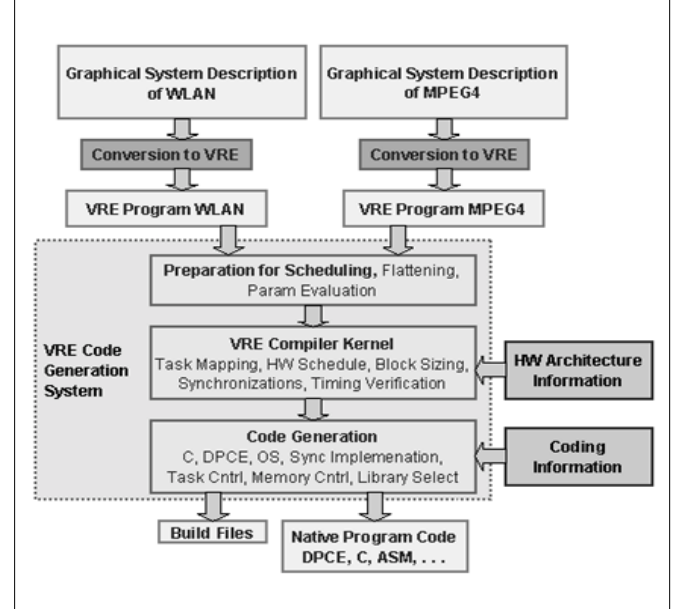 Graphical System Description
of WLAN
Graphical System Description
of MPEG4
Conversion to VRE
Conversion to VRE
VRE Program WLAN
VRE Program MPEG4
Preparation for Scheduling, Flattening,
Param Evaluation
VRE Code
Generation
System
VRE Compiler Kernel
Task Mapping, HW Schedule, Block Sizing,
Synchronizations, Timing Verification
HW Architecture
Information
Code Generation
C, DPCE, OS, Sync Implemenation,
Task Cntrl, Memory Cntrl, Library Select
Coding
Information
Build Files
Native Program Code
DPCE, C, ASM, . . .